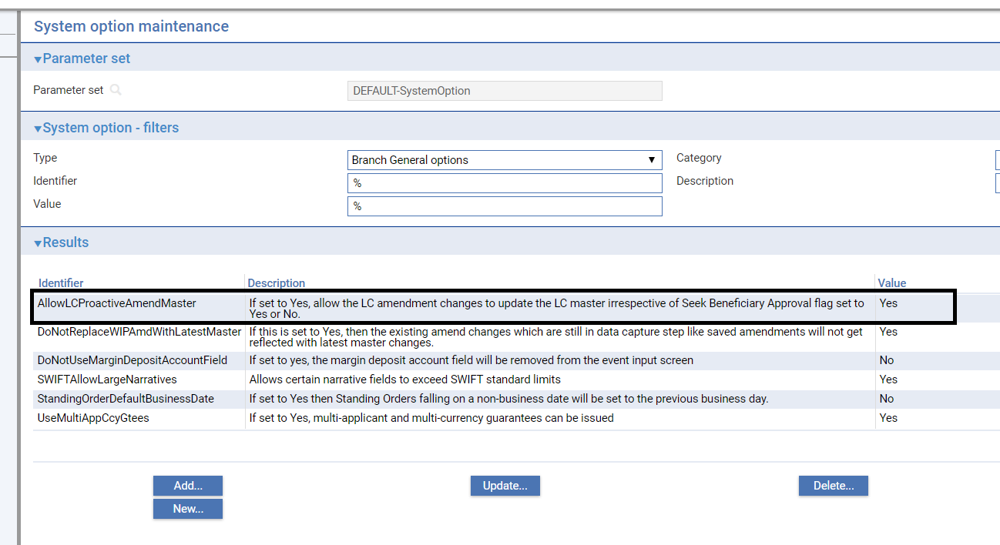 System option maintenance
▼Parameter set
Parameter set DEFAULT-SystemOption
▼System option - filters
Type Branch General options ▼ Category
Identifier % Description
Value %
▼Results
Identifier Description Value
AllowLCProactiveAmendMaster If set to Yes, allow the LC amendment changes to update the LC master irrespective of Seek Beneficiary Approval flag set to Yes
Yes or No.
DoNotReplaceWIPAmdWithLatestMaster If this is set to Yes, then the existing amend changes which are still in data capture step like saved amendments will not get Yes
reflected with latest master changes.
DoNotUseMarginDepositAccountField If set to yes, the margin deposit account field will be removed from the event input screen No
SWIFTAllowLargeNarratives Allows certain narrative fields to exceed SWIFT standard limits Yes
StandingOrderDefaultBusinessDate If set to Yes then Standing Orders falling on a non-business date will be set to the previous business day. No
UseMultiAppCcyGtees If set to Yes, multi-applicant and multi-currency guarantees can be issued Yes
Add... Update... Delete...
New...